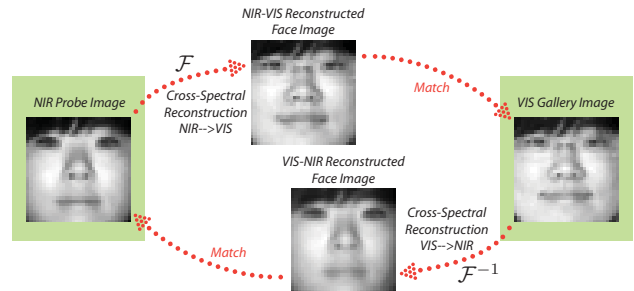 NIR-VIS Reconstructed
Face Image
F
NIR Probe Image
Cross-Spectral
Reconstruction
NIR-->VIS
Match
VIS Gallery Image
VIS-NIR Reconstructed
Face Image
Cross-Spectral
Reconstruction
VIS-->NIR
Match
F⁻¹